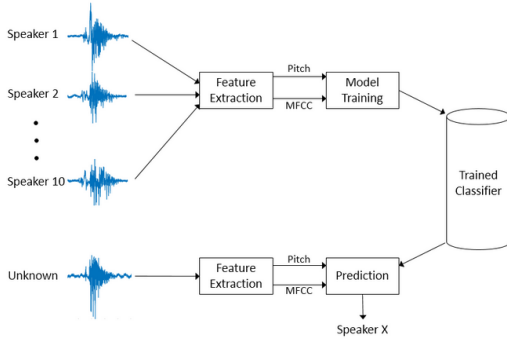 Speaker 1
Speaker 2
Speaker 10
Feature
Extraction
Pitch
MFCC
Model
Training
Trained
Classifier
Unknown
Feature
Extraction
Pitch
MFCC
Prediction
Speaker X